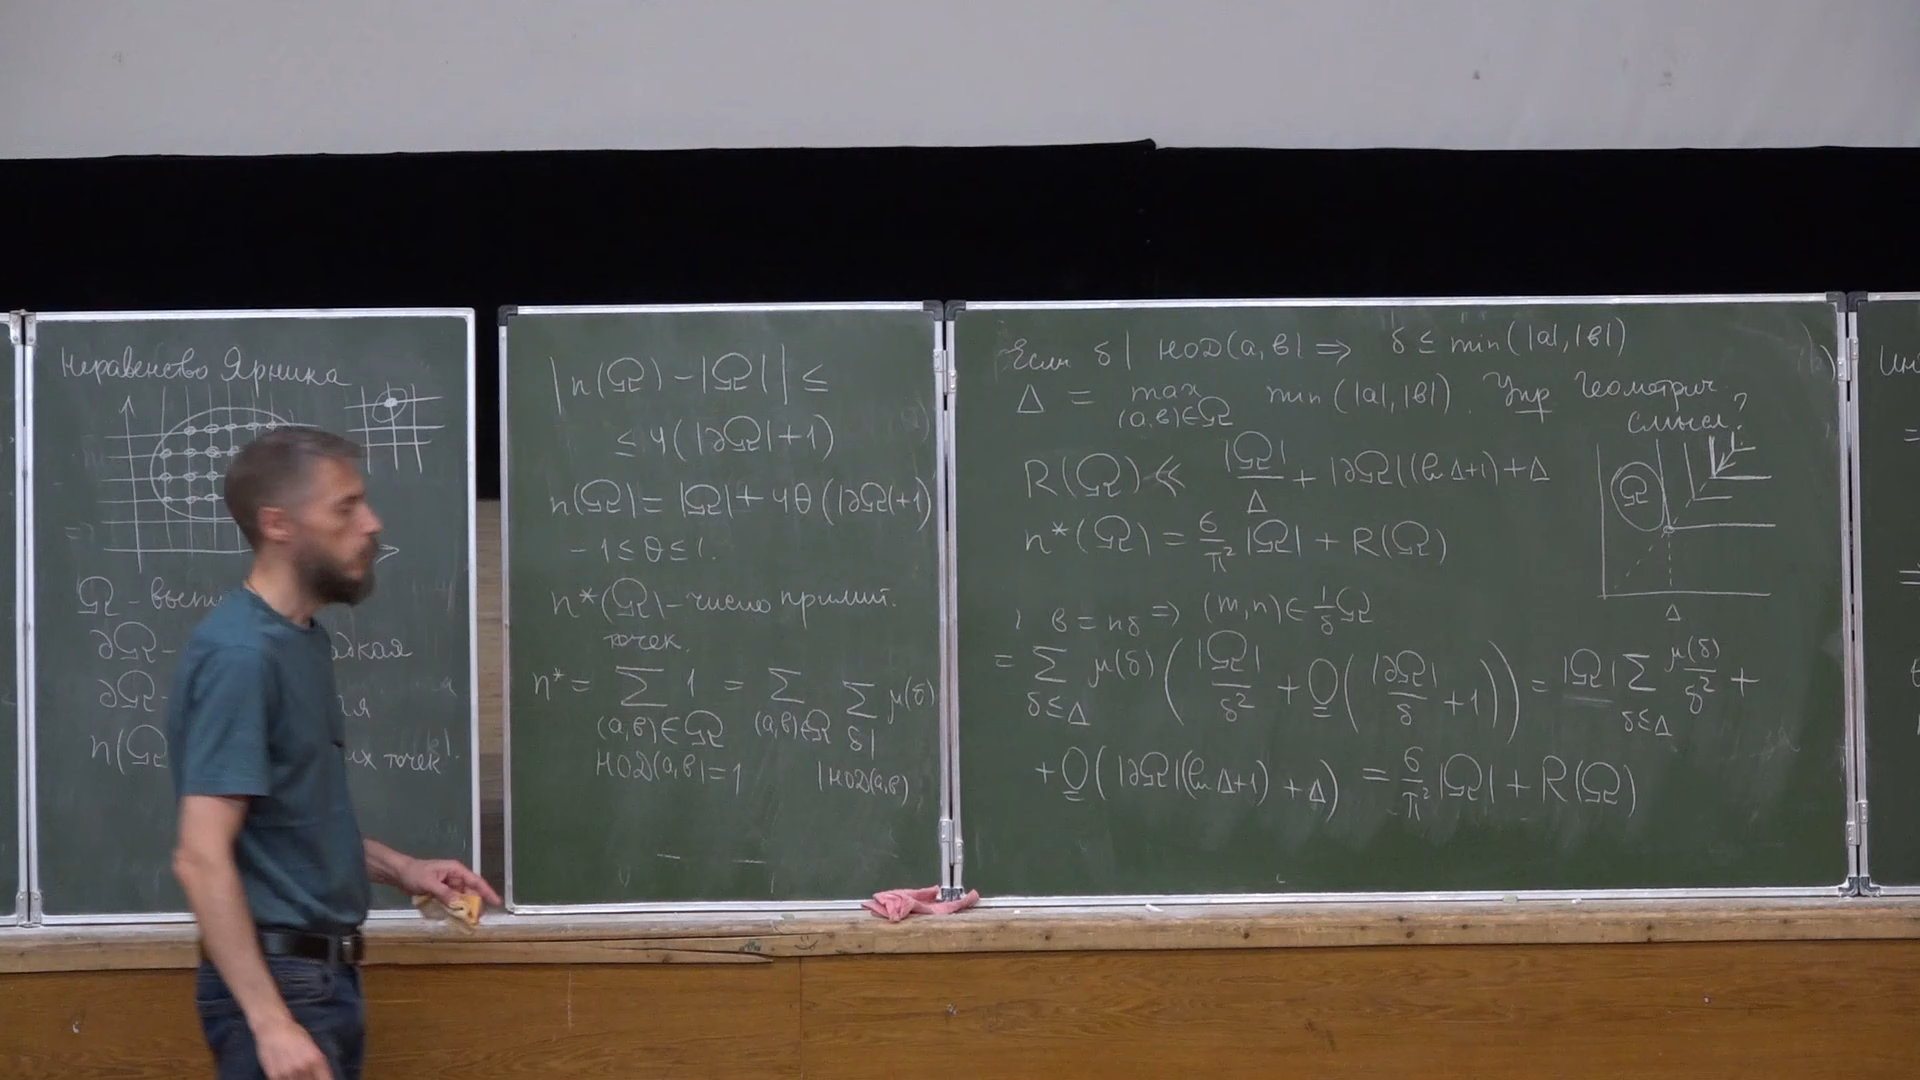 Неравенство Ярника
Ω -
∂Ω -
∂Ω -
n(Ω
их точек.
|n(Ω) - |Ω|| ≤
≤ 4(|∂Ω|+1)
n(Ω) = |Ω| + 4θ(|∂Ω|+1)
-1 ≤ θ ≤ 1.
n*(Ω) - число примит.
точек.
n* = ∑ 1 = ∑ ∑ μ(δ)
(a,b)∈Ω (a,b)∈Ω δ|
НОД(a,b)=1 |НОД(a,b)
Если δ | НОД(a,b) ⇒ δ ≤ min(|a|,|b|)
Δ = max min(|a|,|b|). Упр Геометрич.
(a,b)∈Ω смысл?
R(Ω) ≪ |Ω|/Δ + |∂Ω|(ln Δ+1) + Δ
Ω
n*(Ω) = 6/π² |Ω| + R(Ω)
Δ
b = nδ ⇒ (m,n) ∈ 1/δ Ω
= ∑ μ(δ) ( |Ω|/δ² + O( |∂Ω|/δ + 1 ) ) = |Ω| ∑ μ(δ)/δ² +
δ≤Δ δ≤Δ
+ O( |∂Ω|(ln Δ+1) + Δ ) = 6/π² |Ω| + R(Ω)